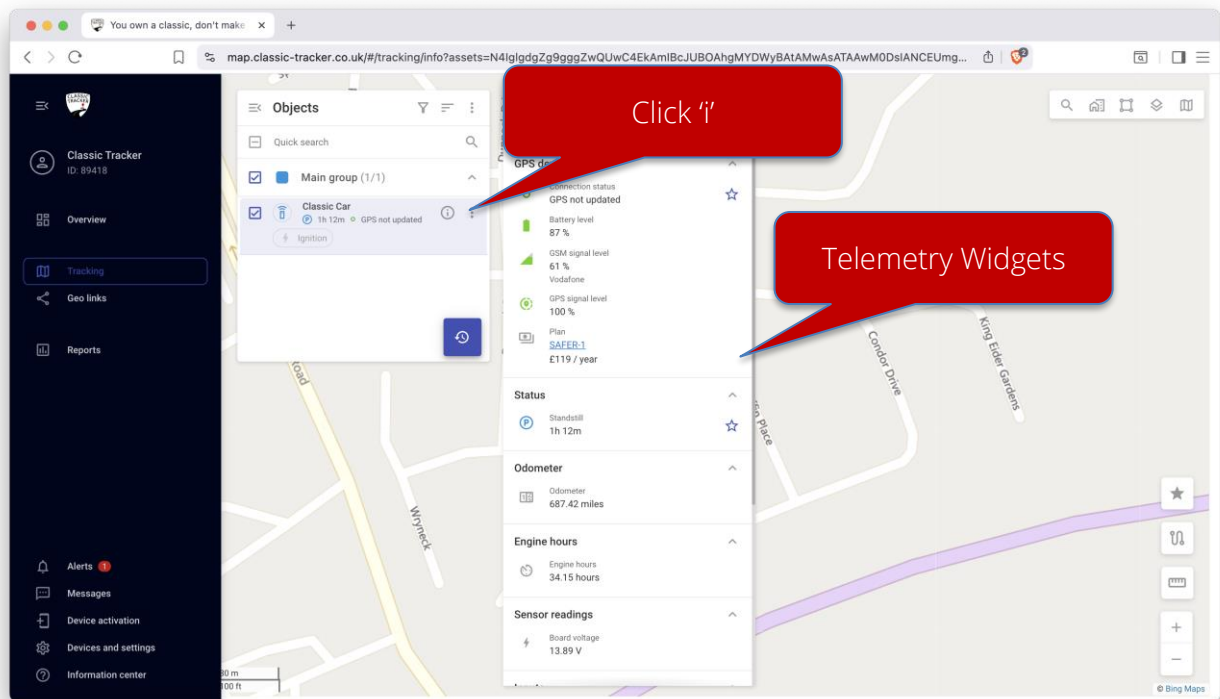 You own a classic, don't make
map.classic-tracker.co.uk/#/tracking/info?assets=N4IgIgdgZg9gggZwQUwC4EkAmIBcJUBOAhgMYDWyBAtAMwAsATAAwM0DsIANCEUmg...
2
CLASSIC
TRACKER
Classic Tracker
ID: 89418
Overview
Tracking
Geo links
Reports
Alerts 1
Messages
Device activation
Devices and settings
Information center
Objects
Quick search
Main group (1/1)
Classic Car
P 1h 12m GPS not updated
Ignition
Click ‘i’
Telemetry Widgets
Connection status
GPS not updated
Battery level
87 %
GSM signal level
61 %
Vodafone
GPS signal level
100 %
Plan
SAFER-1
£119 / year
Status
P
Standstill
1h 12m
Odometer
Odometer
687.42 miles
Engine hours
Engine hours
34.15 hours
Sensor readings
Board voltage
13.89 V
Wryneck
Condor Drive
King Eider Gardens
Place
100 ft
© Bing Maps